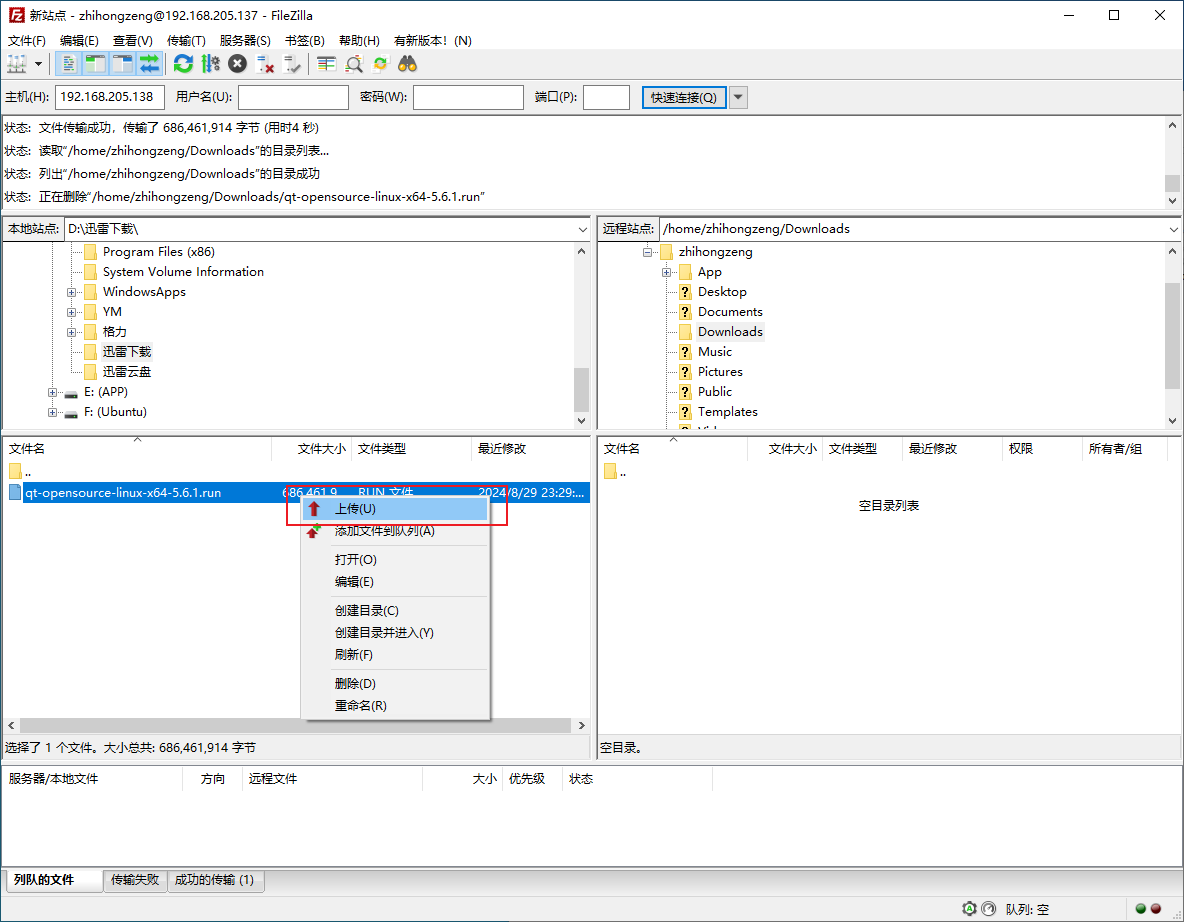 新站点 - zhihongzeng@192.168.205.137 - FileZilla
文件(F) 编辑(E) 查看(V) 传输(T) 服务器(S) 书签(B) 帮助(H) 有新版本！(N)
主机(H): 192.168.205.138 用户名(U): 密码(W): 端口(P): 快速连接(Q)
状态: 文件传输成功，传输了 686,461,914 字节 (用时4 秒)
状态: 读取“/home/zhihongzeng/Downloads”的目录列表...
状态: 列出“/home/zhihongzeng/Downloads”的目录成功
状态: 正在删除“/home/zhihongzeng/Downloads/qt-opensource-linux-x64-5.6.1.run”
本地站点: D:\迅雷下载\
Program Files (x86)
System Volume Information
WindowsApps
YM
格力
迅雷下载
迅雷云盘
E: (APP)
F: (Ubuntu)
远程站点: /home/zhihongzeng/Downloads
zhihongzeng
App
? Desktop
? Documents
Downloads
? Music
? Pictures
? Public
? Templates
文件名 文件大小 文件类型 最近修改
..
qt-opensource-linux-x64-5.6.1.run 686,461,9... RUN 文件 2024/8/29 23:29:...
上传(U)
添加文件到队列(A)
打开(O)
编辑(E)
创建目录(C)
创建目录并进入(Y)
刷新(F)
删除(D)
重命名(R)
选择了 1 个文件。大小总共: 686,461,914 字节
文件名 文件大小 文件类型 最近修改 权限 所有者/组
..
空目录列表
空目录。
服务器/本地文件 方向 远程文件 大小 优先级 状态
列队的文件 传输失败 成功的传输 (1)
队列: 空